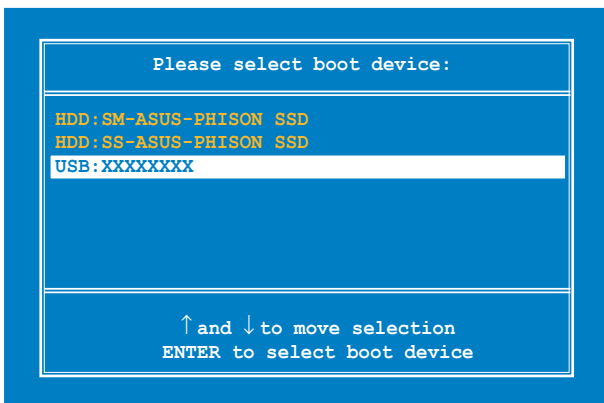 Please select boot device:
HDD:SM-ASUS-PHISON SSD
HDD:SS-ASUS-PHISON SSD
USB:XXXXXXXX
↑and ↓to move selection
ENTER to select boot device